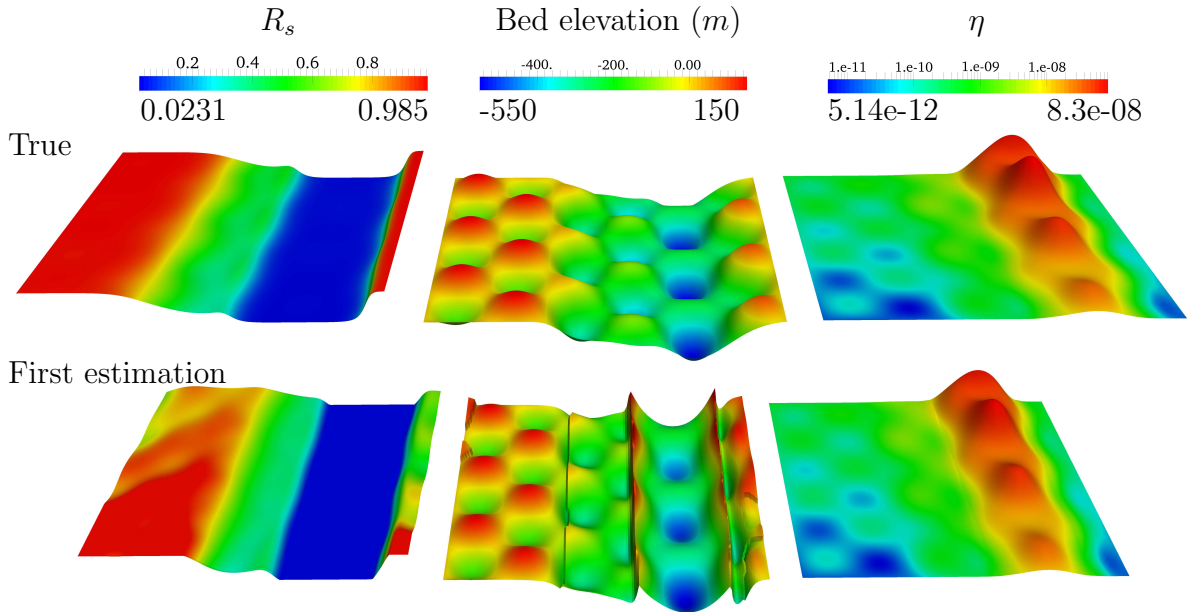 R_s
Bed elevation (m)
η
0.2 0.4 0.6 0.8
-400. -200. 0.00
1.e-11 1.e-10 1.e-09 1.e-08
0.0231 0.985
-550 150
5.14e-12 8.3e-08
True
First estimation